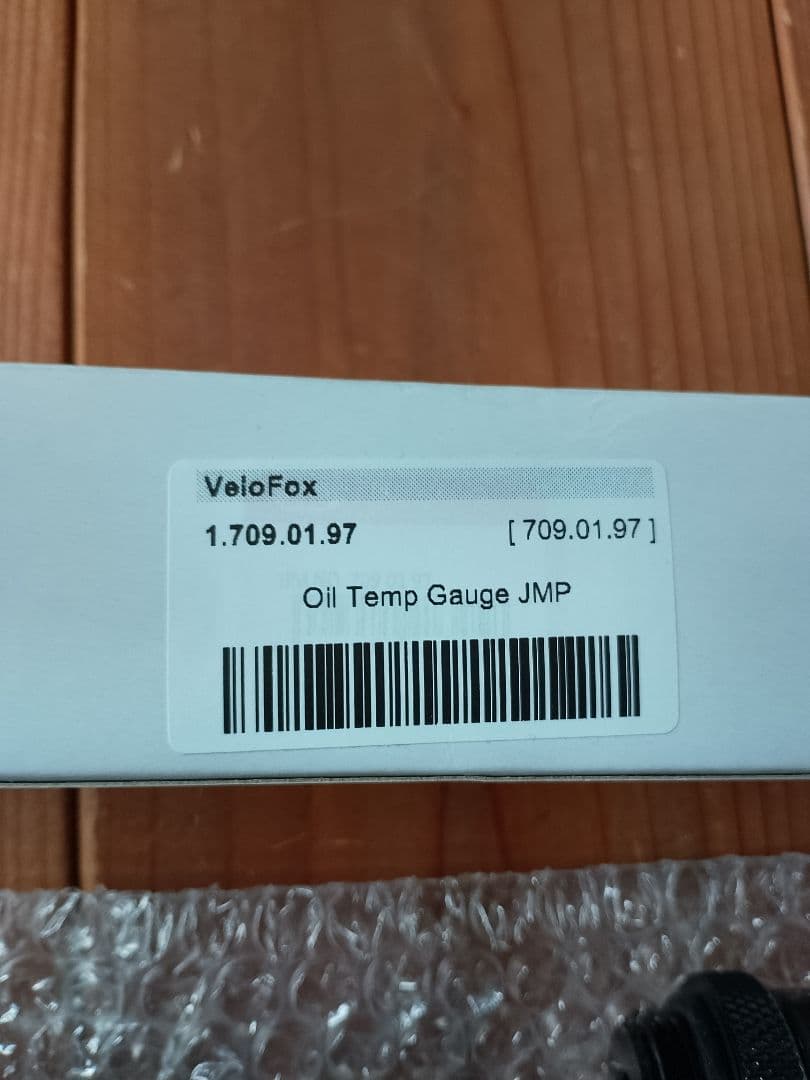 VeloFox
1.709.01.97 [ 709.01.97 ]
Oil Temp Gauge JMP